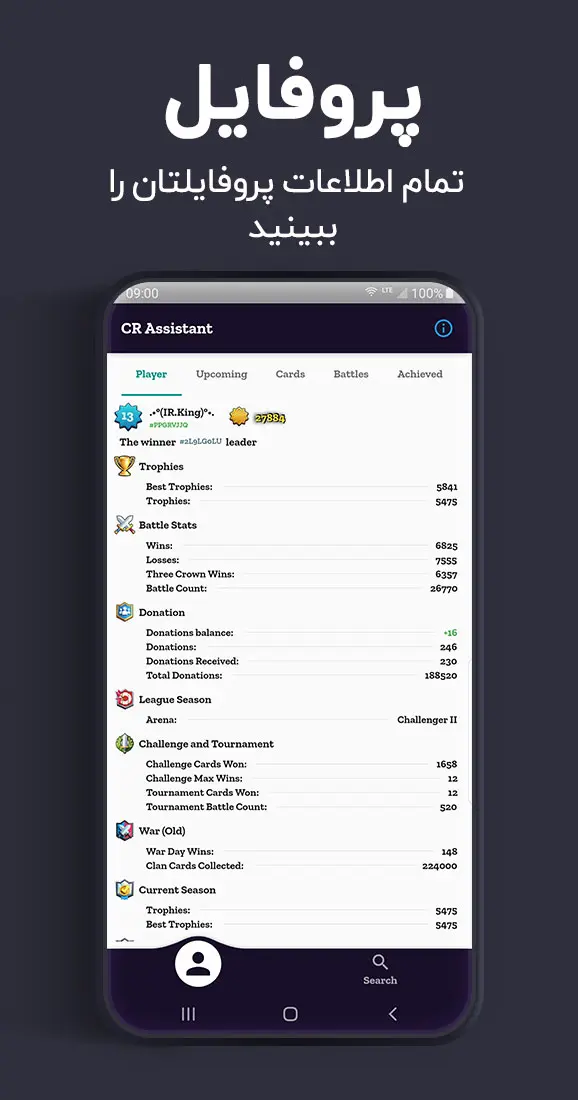 پروفایل
تمام اطلاعات پروفایلتان را
ببینید
09:00 LTE 100%
CR Assistant
Player Upcoming Cards Battles Achieved
13 .•°(IR.King)°•. 27884
#PPGRVJJQ
The winner #2L9LG0LU leader
Trophies
Best Trophies: 5841
Trophies: 5475
Battle Stats
Wins: 6825
Losses: 7555
Three Crown Wins: 6357
Battle Count: 26770
Donation
Donations balance: +16
Donations: 246
Donations Received: 230
Total Donations: 188520
League Season
Arena: Challenger II
Challenge and Tournament
Challenge Cards Won: 1658
Challenge Max Wins: 12
Tournament Cards Won: 12
Tournament Battle Count: 520
War (Old)
War Day Wins: 148
Clan Cards Collected: 224000
Current Season
Trophies: 5475
Best Trophies: 5475
Search